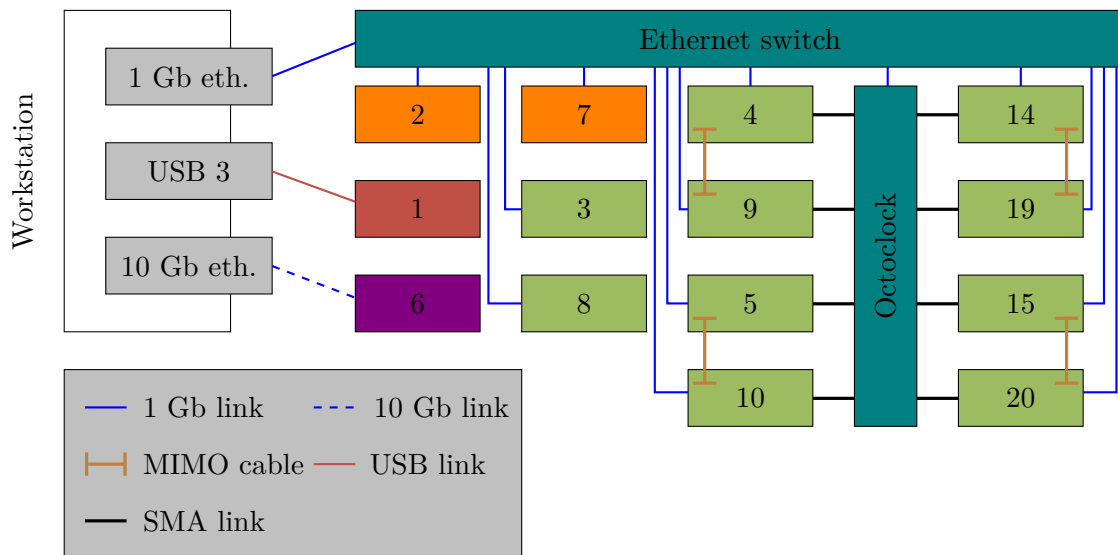 Workstation
1 Gb eth.
USB 3
10 Gb eth.
Ethernet switch
2
7
4
14
1
3
9
19
6
8
5
15
10
20
Octoclock
1 Gb link
10 Gb link
MIMO cable
USB link
SMA link